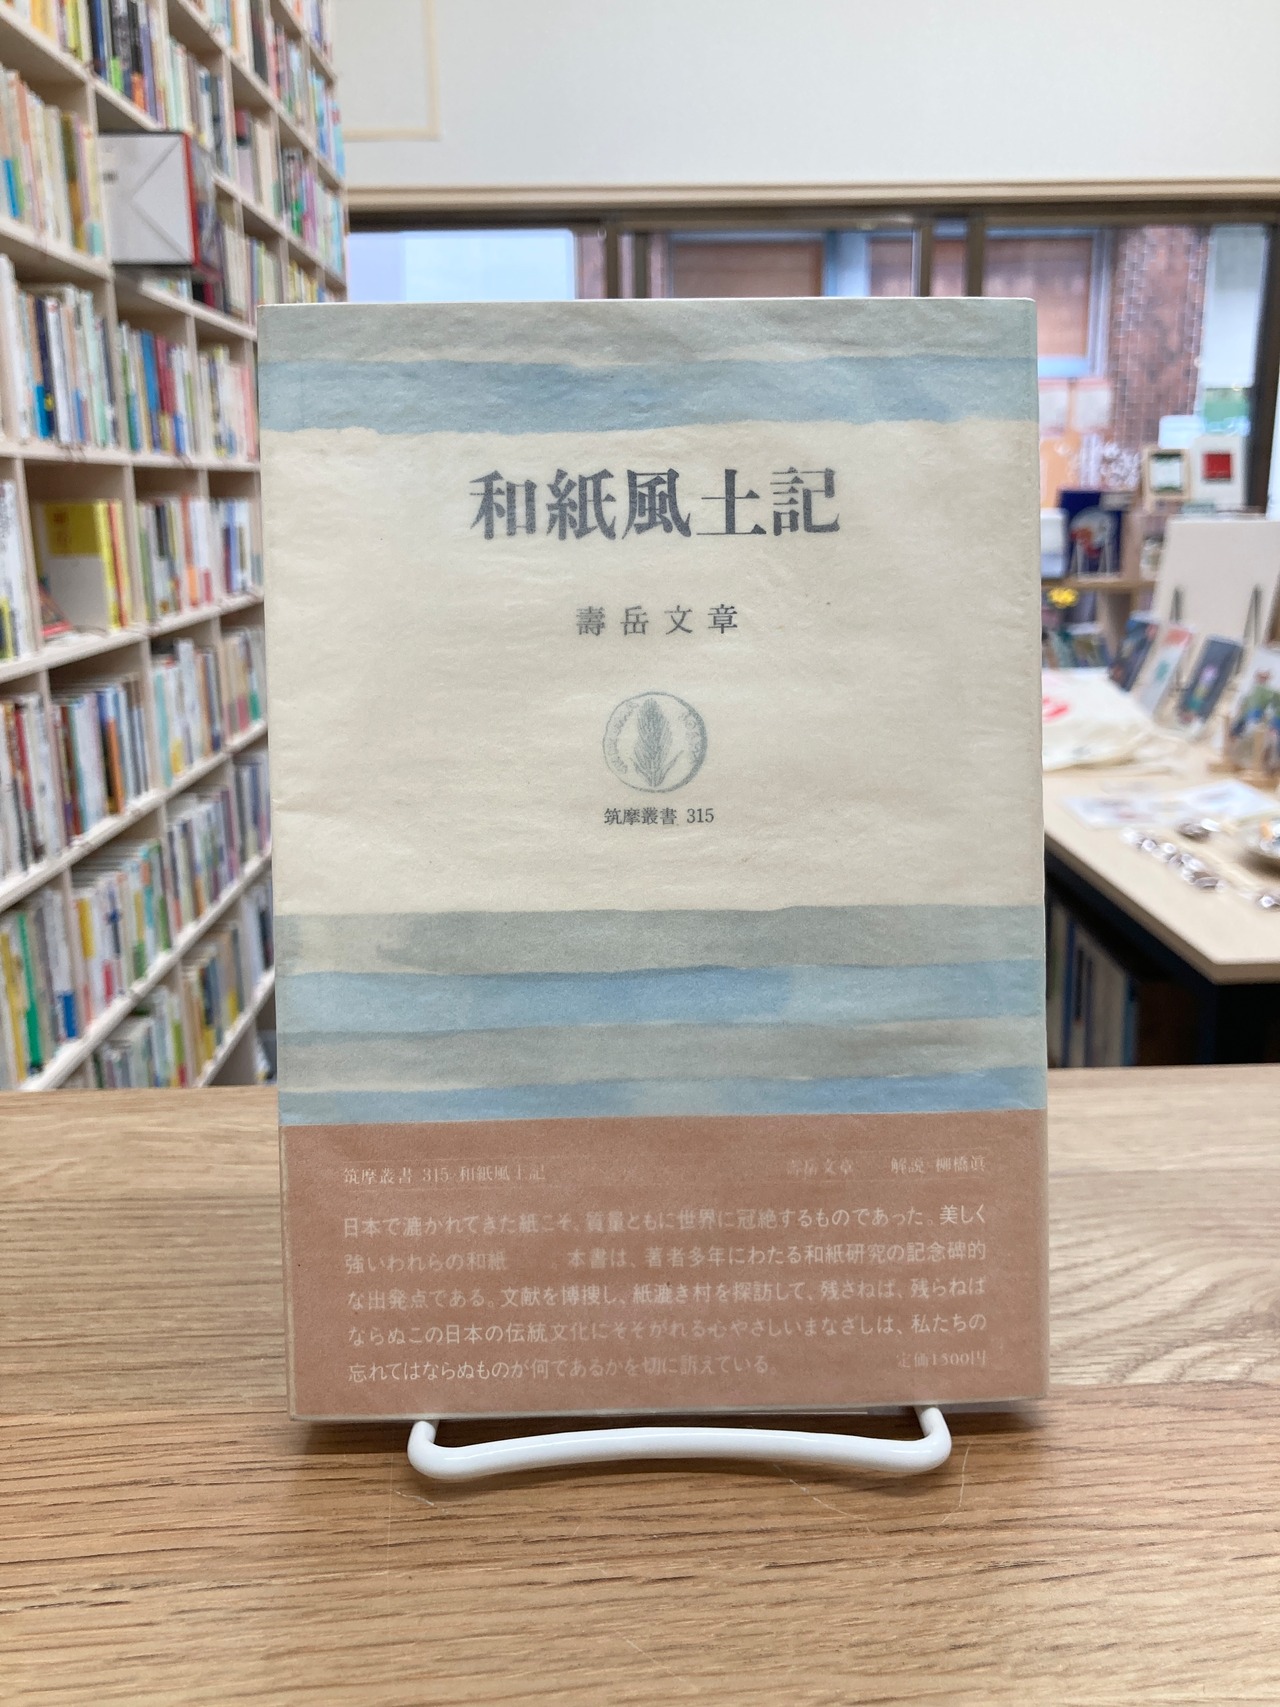 和紙風土記
壽岳文章
筑摩叢書 315
筑摩叢書 315 和紙風土記
壽岳文章 解説 柳橋眞
日本で漉かれてきた紙こそ、質量ともに世界に冠絶するものであった。美しく
強いわれらの和紙 。本書は、著者多年にわたる和紙研究の記念碑的
な出発点である。文献を博捜し、紙漉き村を探訪して、残さねば、残らねば
ならぬこの日本の伝統文化にそそがれる心やさしいまなざしは、私たちの
忘れてはならぬものが何であるかを切に訴えている。
定価1500円